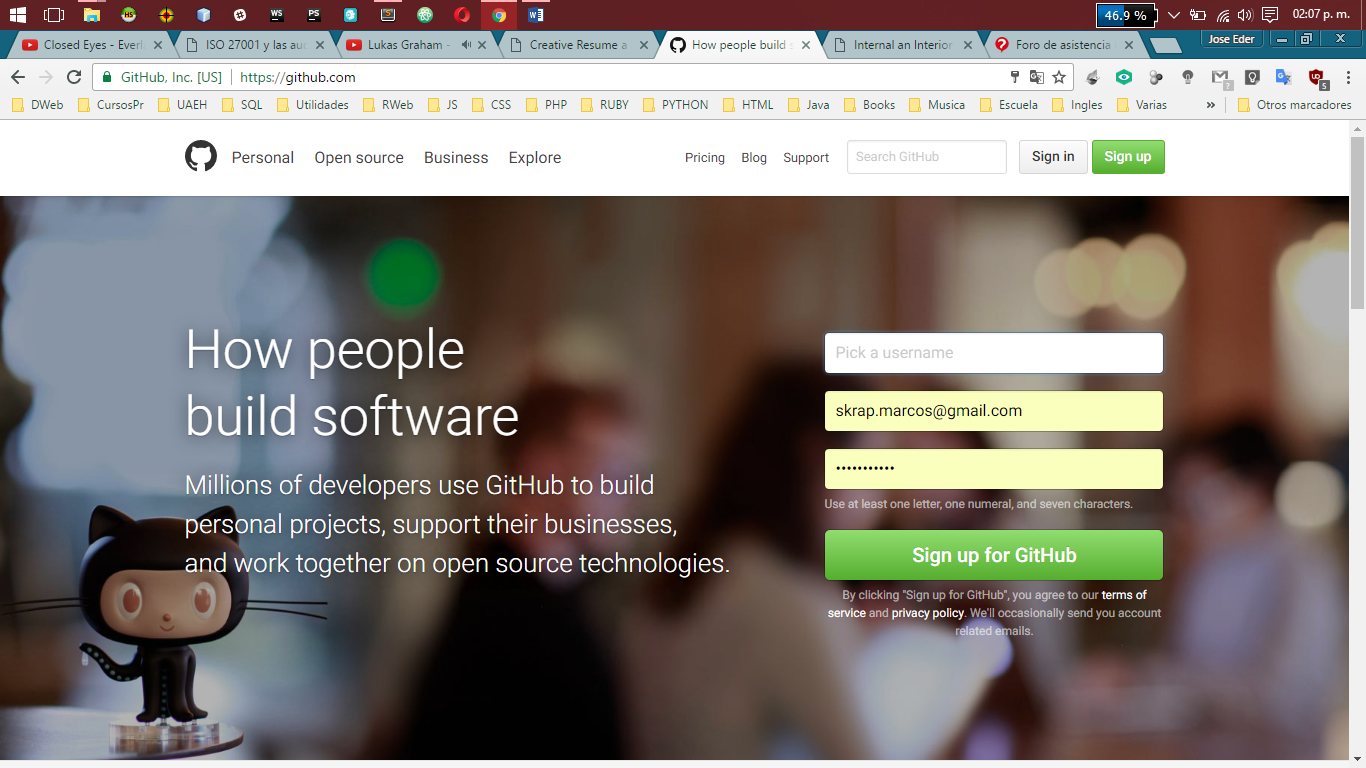 WS
PS
46.9 %
02:07 p. m.
Closed Eyes - Everl
ISO 27001 y las au
Lukas Graham -
Creative Resume a
How people build s
Internal an Interior
Foro de asistencia
Jose Eder
GitHub, Inc. [US]
https://github.com
DWeb
CursosPr
UAEH
SQL
Utilidades
RWeb
JS
CSS
PHP
RUBY
PYTHON
HTML
Java
Books
Musica
Escuela
Ingles
Varias
»
Otros marcadores
Personal
Open source
Business
Explore
Pricing
Blog
Support
Search GitHub
Sign in
Sign up
How people
build software
Millions of developers use GitHub to build
personal projects, support their businesses,
and work together on open source technologies.
Pick a username
skrap.marcos@gmail.com
•••••••••••
Use at least one letter, one numeral, and seven characters.
Sign up for GitHub
By clicking "Sign up for GitHub", you agree to our terms of
service and privacy policy. We'll occasionally send you account
related emails.